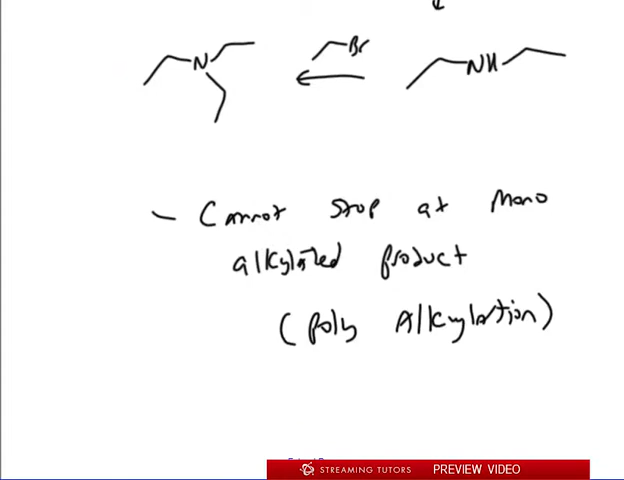 Br
N
NH
- Cannot stop at Mono
alkylated product
(Poly Alkylation)
STREAMING TUTORS PREVIEW VIDEO